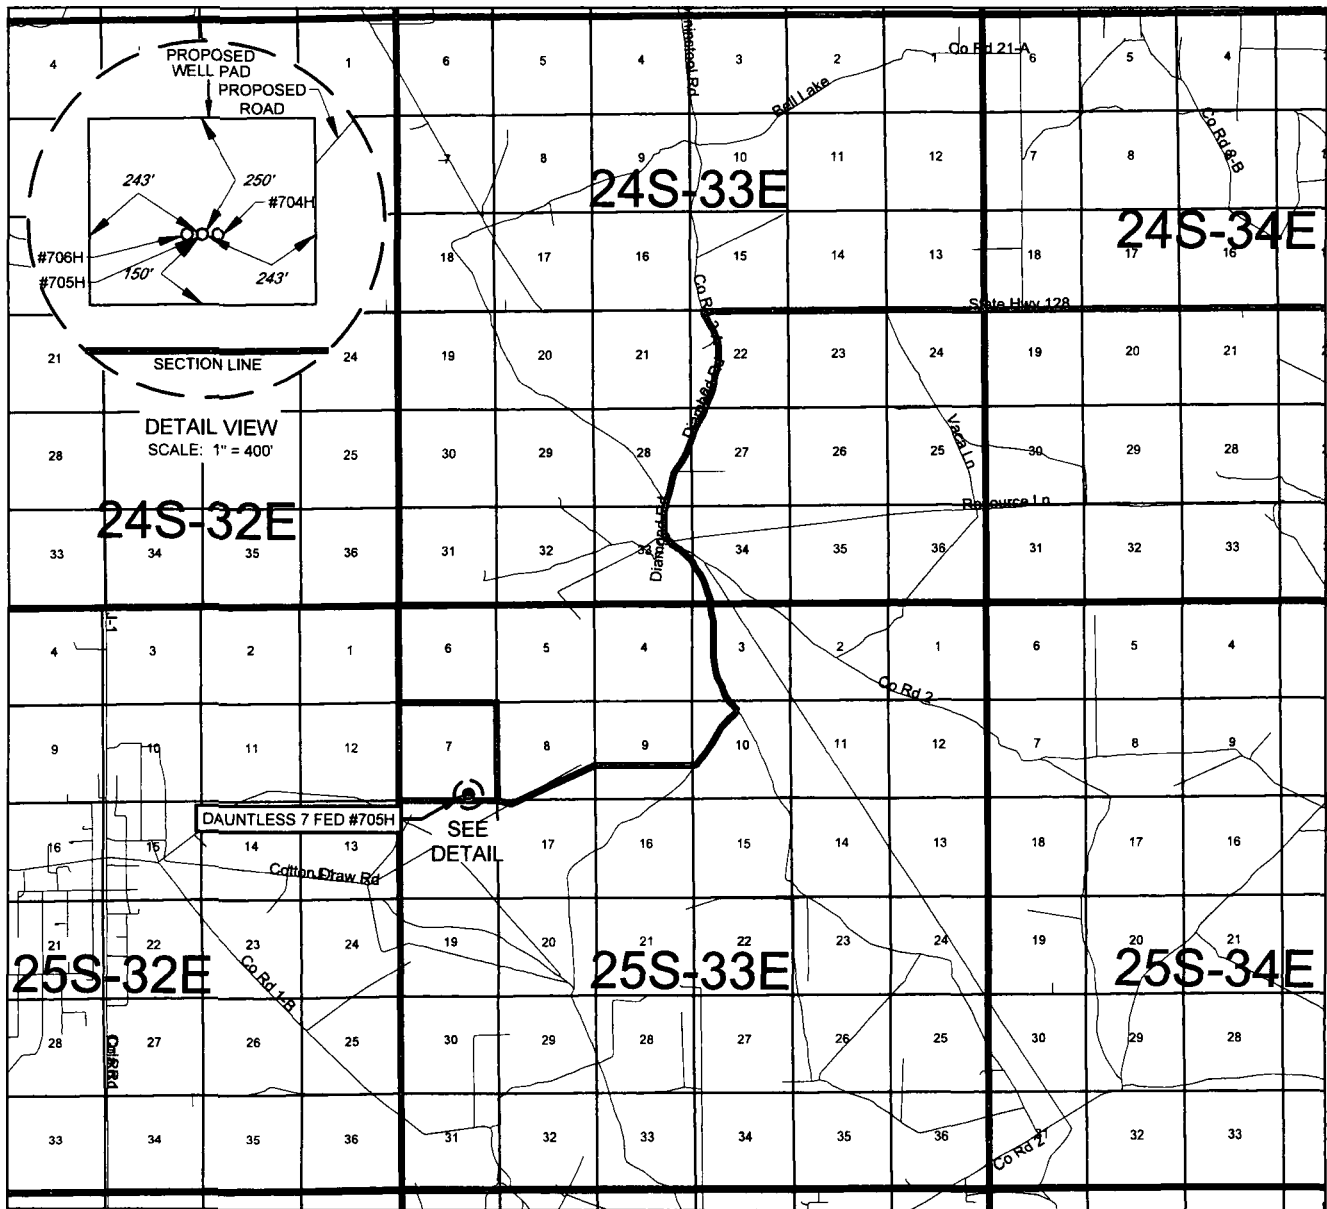 4 1 6 5 4 3 2 1 6 5 4
PROPOSED
WELL PAD
PROPOSED
ROAD
Co Rd 21-A
Bell Lake
Co Rd 8-B
7 8 9 10 11 12 7 8
243'
250'
#704H
#706H
#705H
150'
243'
24S-33E
24S-34E
18 17 16 15 14 13 18 17 16
State Hwy 128
SECTION LINE
21 24 19 20 21 22 23 24 19 20 21
Diamond Rd
DETAIL VIEW
SCALE: 1" = 400'
Vaca Ln
28 25 30 29 28 27 26 25 30 29 28
Resource Ln
24S-32E
Diamond Rd
33 34 35 36 31 32 33 34 35 36 31 32 33
J-1
4 3 2 1 6 5 4 3 2 1 6 5 4
Co Rd 2
9 10 11 12 7 8 9 10 11 12 7 8 9
DAUNTLESS 7 FED #705H
SEE
DETAIL
16 15 14 13 17 16 15 14 13 18 17 16
Cotton Draw Rd
21 22 23 24 19 20 21 22 23 24 19 20 21
25S-32E
25S-33E
25S-34E
Co Rd 1-B
28 27 26 25 30 29 28 27 26 25 30 29 28
33 34 35 36 31 32 33 34 35 36 31 32 33
Co Rd 2